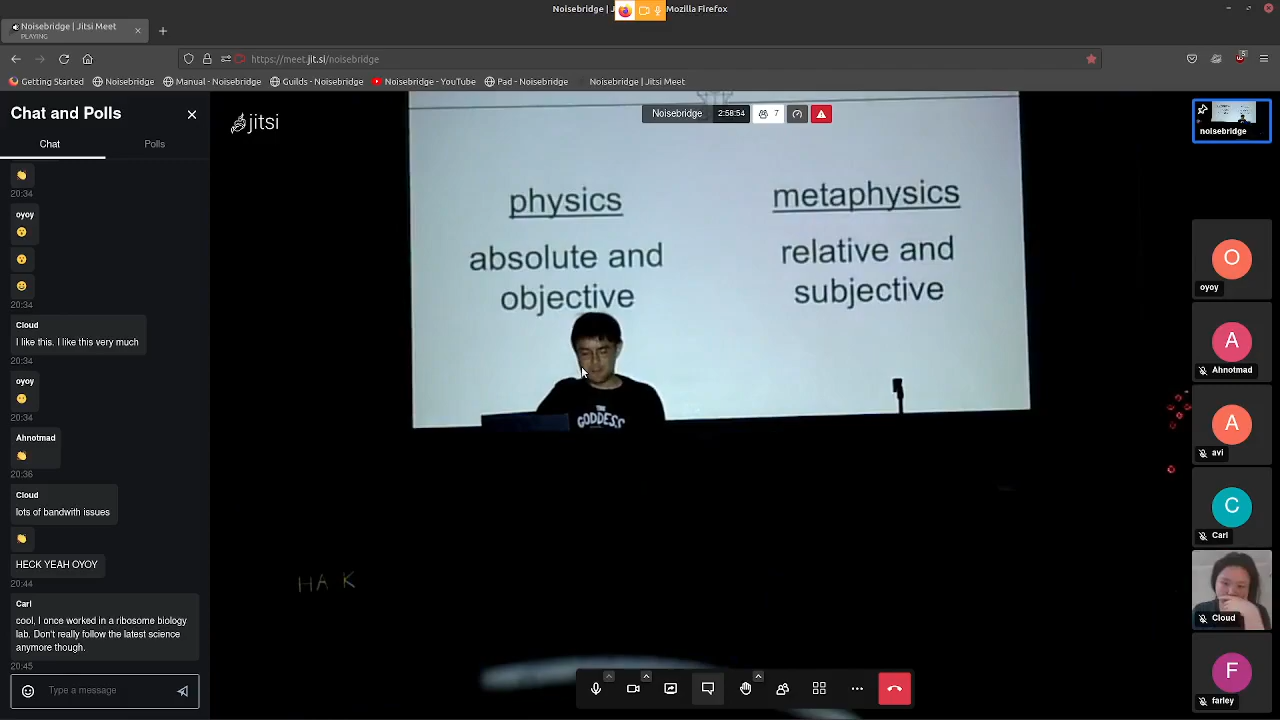 Noisebridge | J
Mozilla Firefox
Noisebridge | Jitsi Meet
PLAYING
https://meet.jit.si/noisebridge
5
Getting Started
Noisebridge
Manual - Noisebridge
Guilds - Noisebridge
Noisebridge - YouTube
Pad - Noisebridge
Noisebridge | Jitsi Meet
Chat and Polls
Chat
Polls
20:34
oyoy
20:34
Cloud
I like this. I like this very much
20:34
oyoy
20:34
Ahnotmad
20:36
Cloud
lots of bandwith issues
HECK YEAH OYOY
20:44
Carl
cool, I once worked in a ribosome biology
lab. Don't really follow the latest science
anymore though.
20:45
Type a message
jitsi
Noisebridge
2:58:54
7
physics
absolute and
objective
metaphysics
relative and
subjective
THE
GODDESS
HA K
noisebridge
O
oyoy
A
Ahnotmad
A
avi
C
Carl
Cloud
F
farley